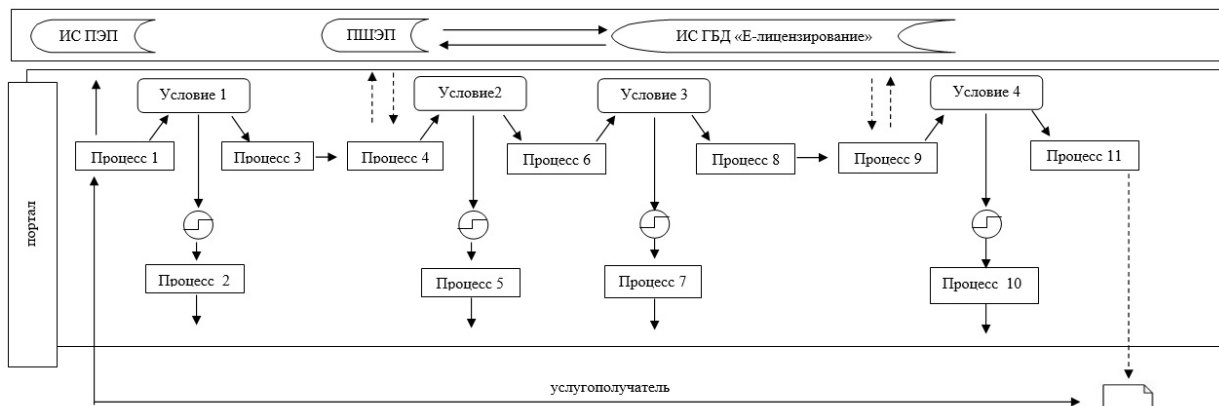 ИС ПЭП
ПШЭП
ИС ГБД «Е-лицензирование»
портал
Условие 1
Условие2
Условие 3
Условие 4
Процесс 1
Процесс 3
Процесс 4
Процесс 6
Процесс 8
Процесс 9
Процесс 11
Процесс 2
Процесс 5
Процесс 7
Процесс 10
услугополучатель